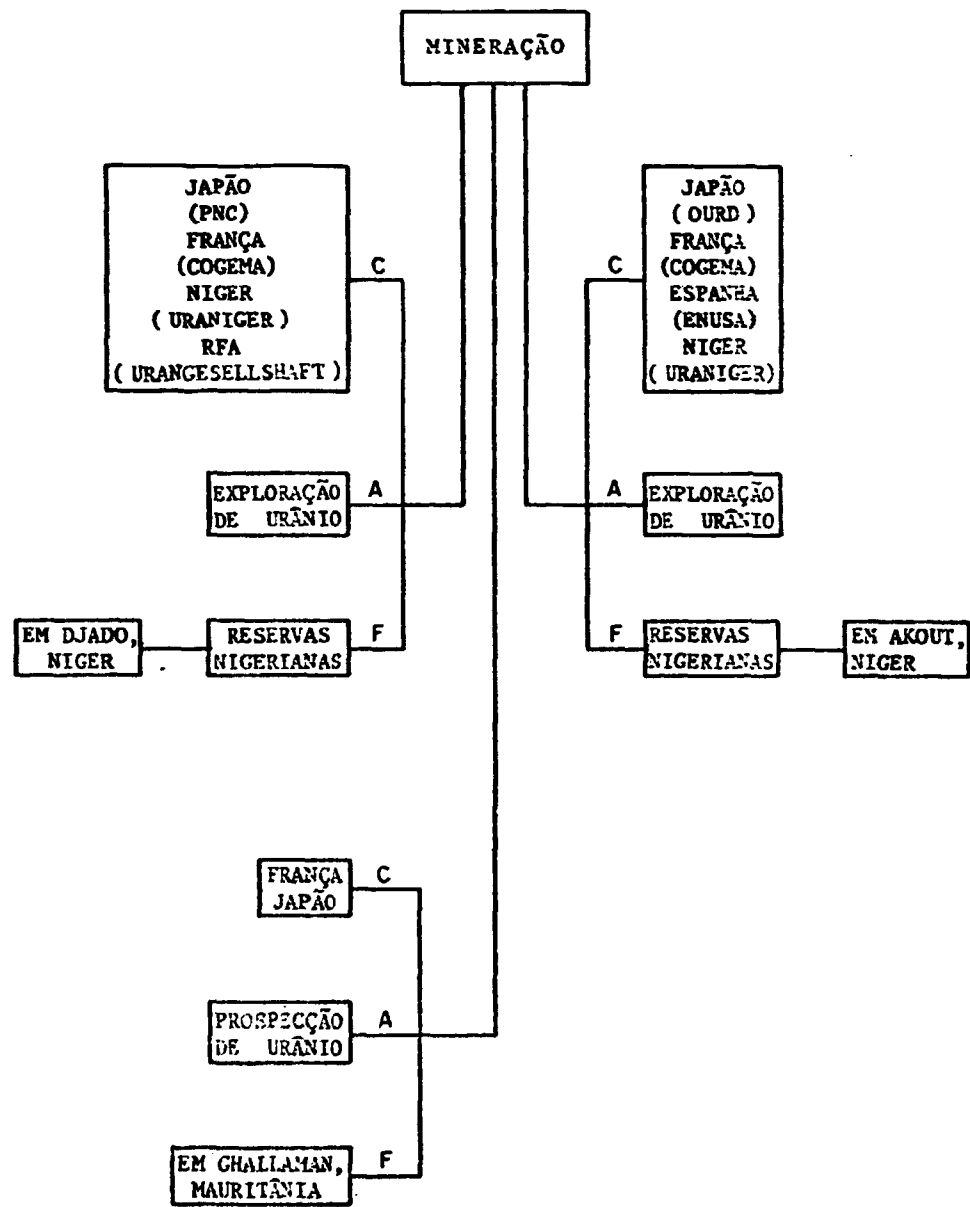 MINERAÇÃO
JAPÃO
(PNC)
FRANÇA
(COGEMA)
NIGER
( URANIGER )
RFA
( URANGESELLSHAFT )
C
EXPLORAÇÃO
DE URÂNIO
A
EM DJADO,
NIGER
RESERVAS
NIGERIANAS
F
JAPÃO
( OURD )
FRANÇA
(COGEMA)
ESPANHA
(ENUSA)
NIGER
( URANIGER)
C
A
EXPLORAÇÃO
DE URÂNIO
F
RESERVAS
NIGERIANAS
EM AKOUT,
NIGER
FRANÇA
JAPÃO
C
PROSPECÇÃO
DE URÂNIO
A
EM GHALLAMAN,
MAURITÂNIA
F